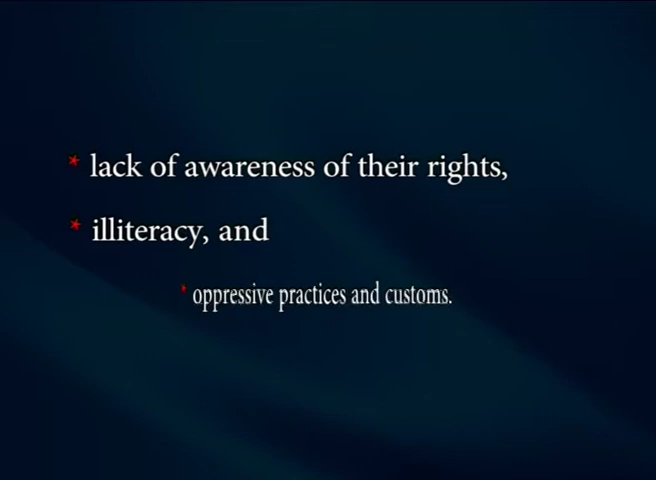 * lack of awareness of their rights,
* illiteracy, and
* oppressive practices and customs.